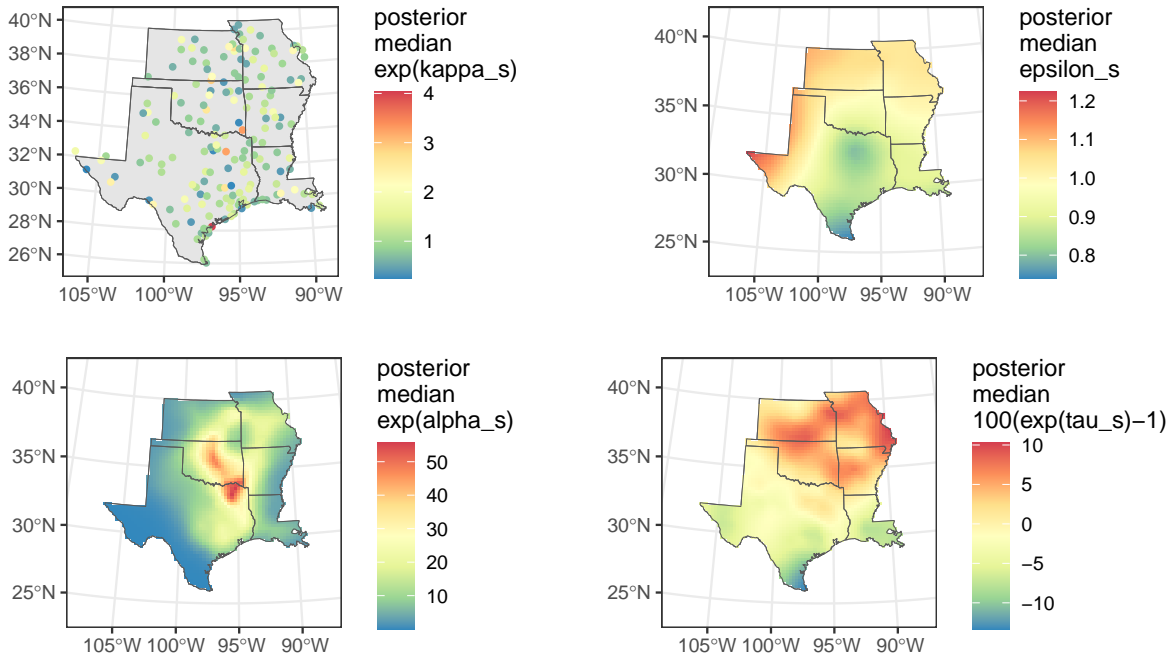 40°N
38°N
36°N
34°N
32°N
30°N
28°N
26°N
105°W 100°W 95°W 90°W
posterior
median
exp(kappa_s)
4
3
2
1
40°N
35°N
30°N
25°N
105°W 100°W 95°W 90°W
posterior
median
epsilon_s
1.2
1.1
1.0
0.9
0.8
40°N
35°N
30°N
25°N
105°W 100°W 95°W 90°W
posterior
median
exp(alpha_s)
50
40
30
20
10
40°N
35°N
30°N
25°N
105°W 100°W 95°W 90°W
posterior
median
100(exp(tau_s)−1)
10
5
0
−5
−10